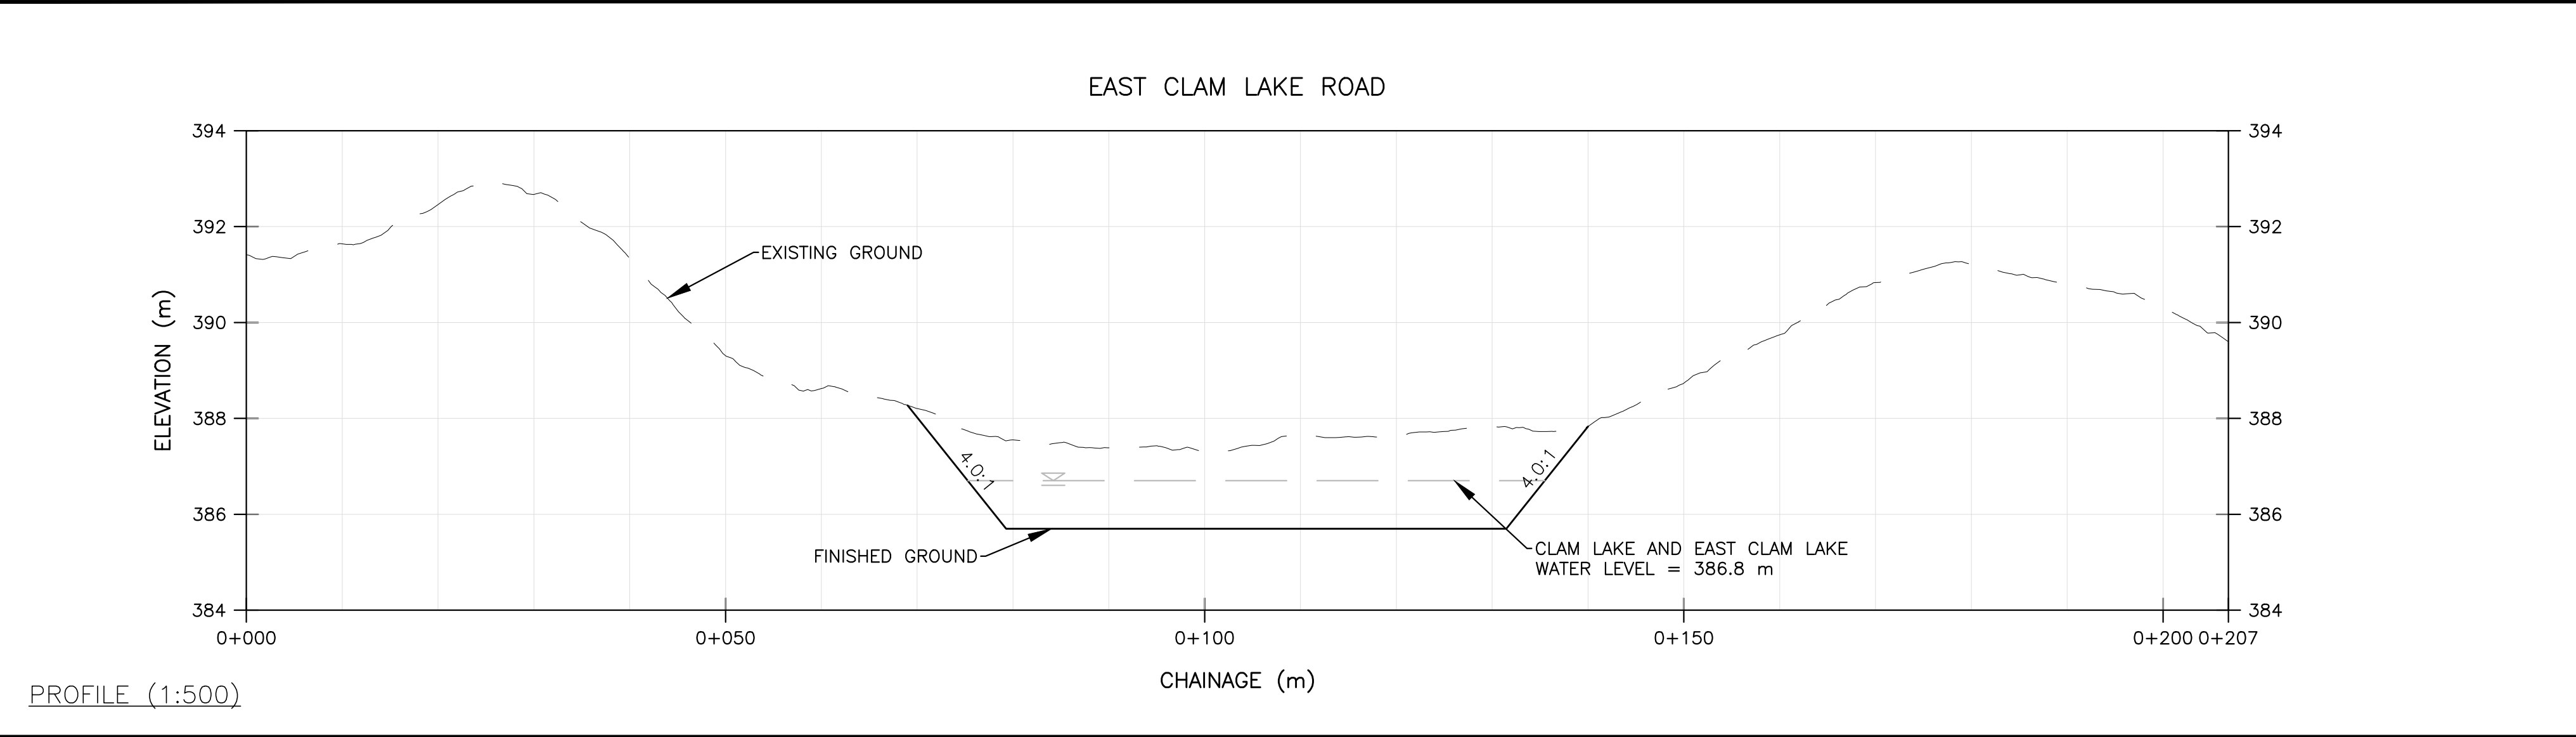 EAST CLAM LAKE ROAD
394
394
392
392
EXISTING GROUND
390
390
ELEVATION (m)
388
388
4.0:1
4.0:1
386
386
FINISHED GROUND
CLAM LAKE AND EAST CLAM LAKE
WATER LEVEL = 386.8 m
384
384
0+000 0+050 0+100 0+150 0+200 0+207
CHAINAGE (m)
PROFILE (1:500)